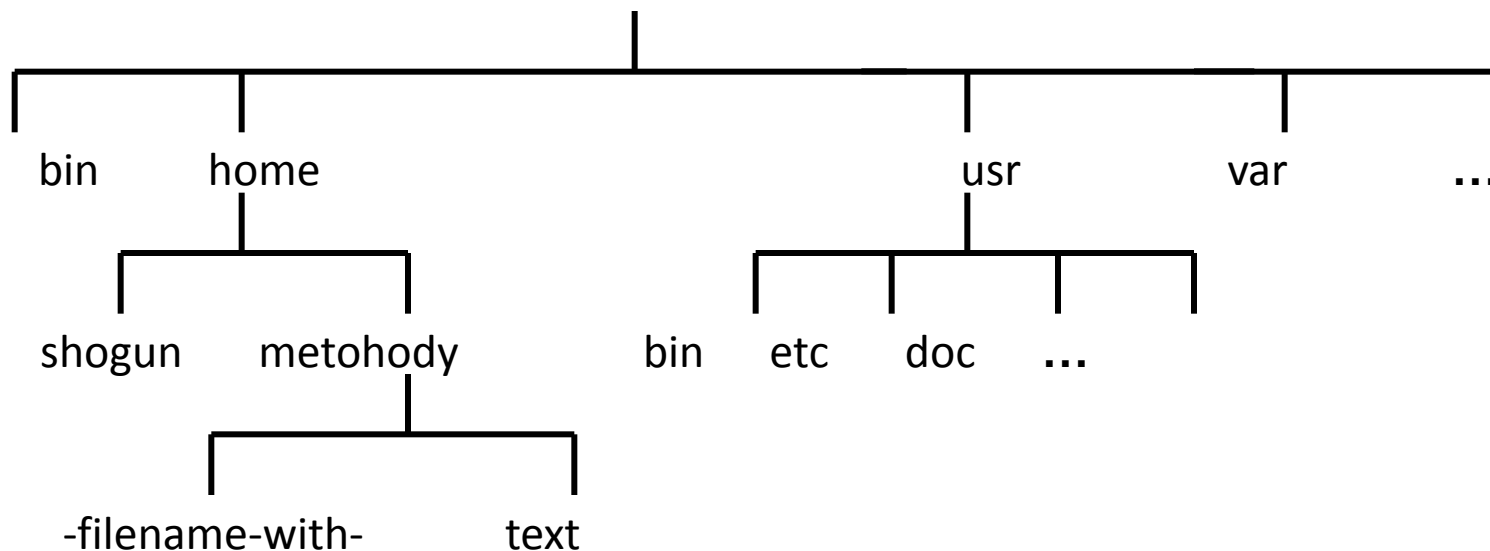 bin home usr var ...
shogun metohody bin etc doc ...
-filename-with- text